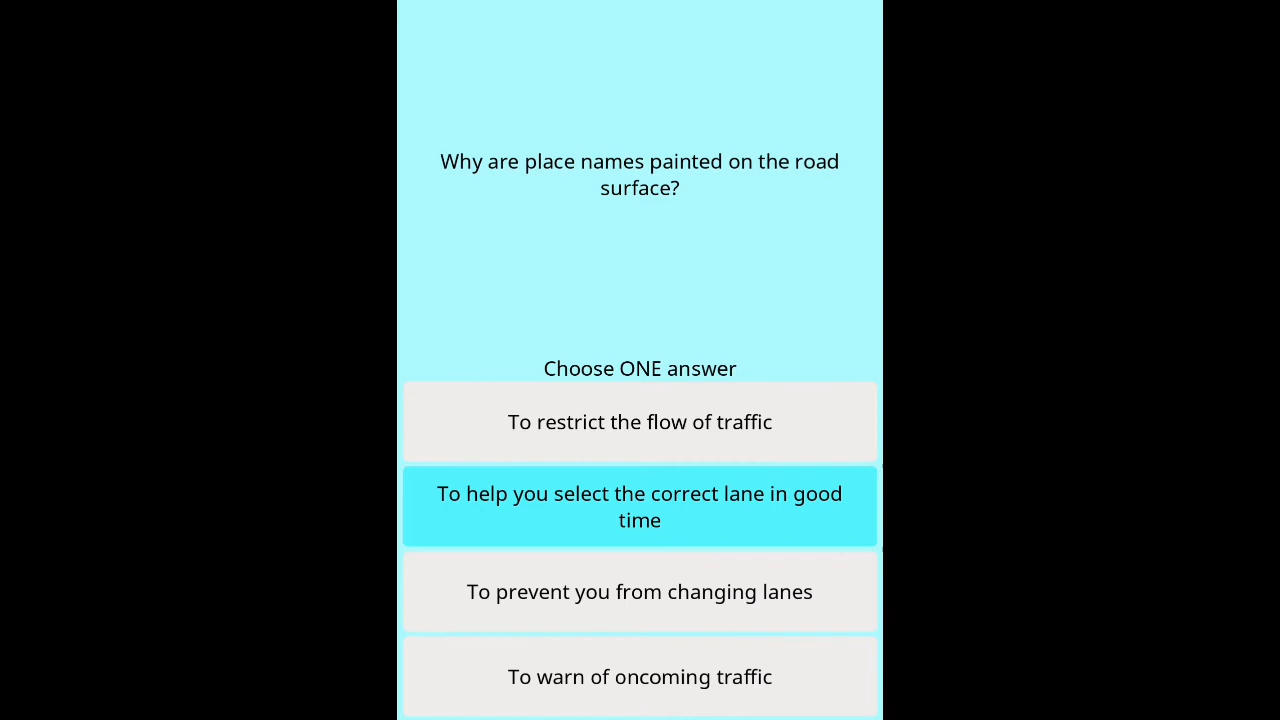 Why are place names painted on the road
surface?
Choose ONE answer
To restrict the flow of traffic
To help you select the correct lane in good
time
To prevent you from changing lanes
To warn of oncoming traffic